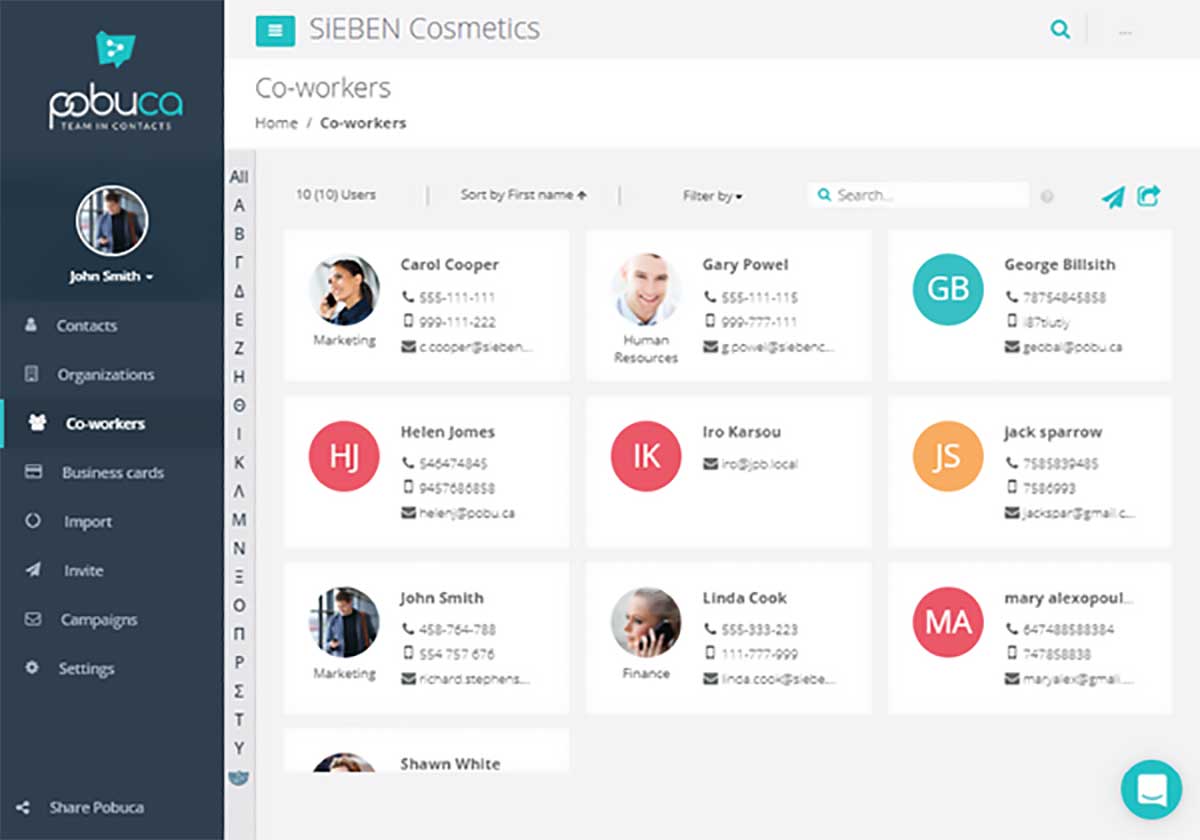 SiEBEN Cosmetics
...
pobuca
TEAM IN CONTACTS
John Smith
Contacts
Organizations
Co-workers
Business cards
Import
Invite
Campaigns
Settings
Share Pobuca
Co-workers
Home / Co-workers
All
Α
Β
Γ
Δ
Ε
Ζ
Η
Θ
Ι
Κ
Λ
Μ
Ν
Ξ
Ο
Π
Ρ
Σ
Τ
Υ
10 (10) Users | Sort by First name | Filter by
Search...
Carol Cooper
555-111-111
999-111-222
c.cooper@sieben...
Marketing
Gary Powel
555-111-115
999-777-111
g.powel@siebenc...
Human
Resources
GB
George Billsith
78754845858
i87tiutiy
geobal@pobu.ca
HJ
Helen Jomes
546474845
9457686858
helenj@pobu.ca
IK
Iro Karsou
iro@jpb.local
JS
jack sparrow
7585839485
7586993
jackspar@gmail.c...
John Smith
458-764-788
554 757 676
richard.stephens...
Marketing
Linda Cook
555-333-223
111-777-999
linda.cook@siebe...
Finance
MA
mary alexopoul...
647488588384
747858838
maryalex@gmail....
Shawn White